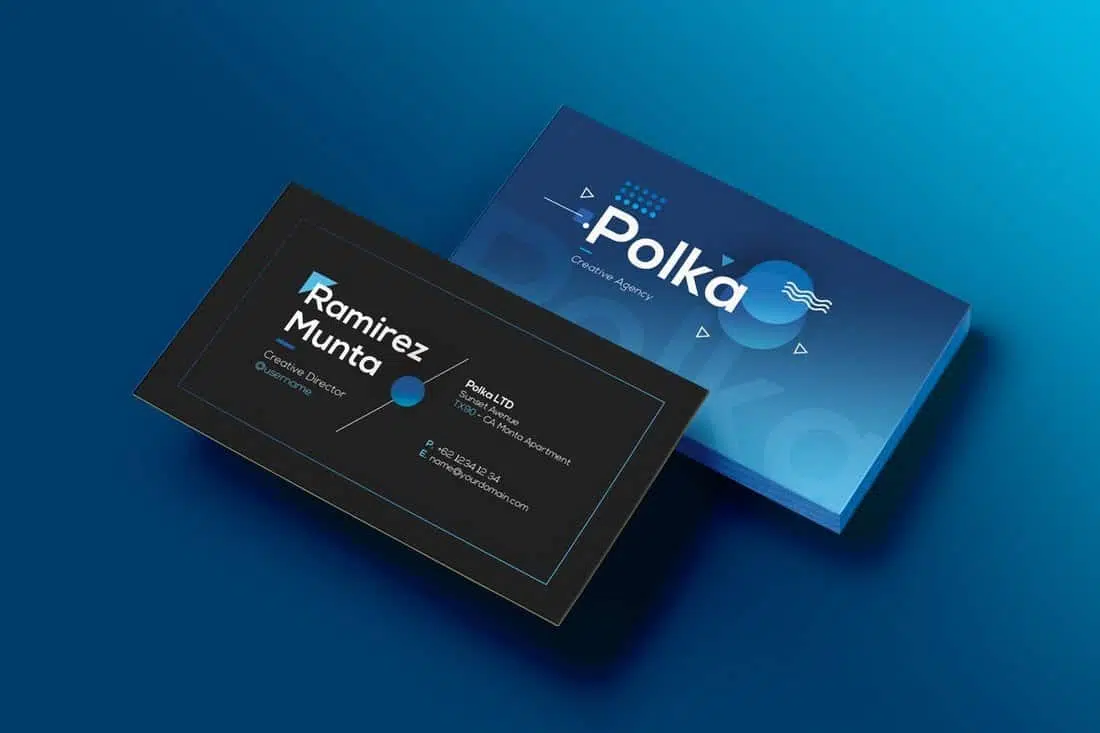 Ramirez
Munta
Creative Director
@username
Polka LTD
Sunset Avenue
TX90 - CA Monta Apartment
P. +62 1234 12 34
E. name@yourdomain.com
.Polka
Creative Agency
Polka